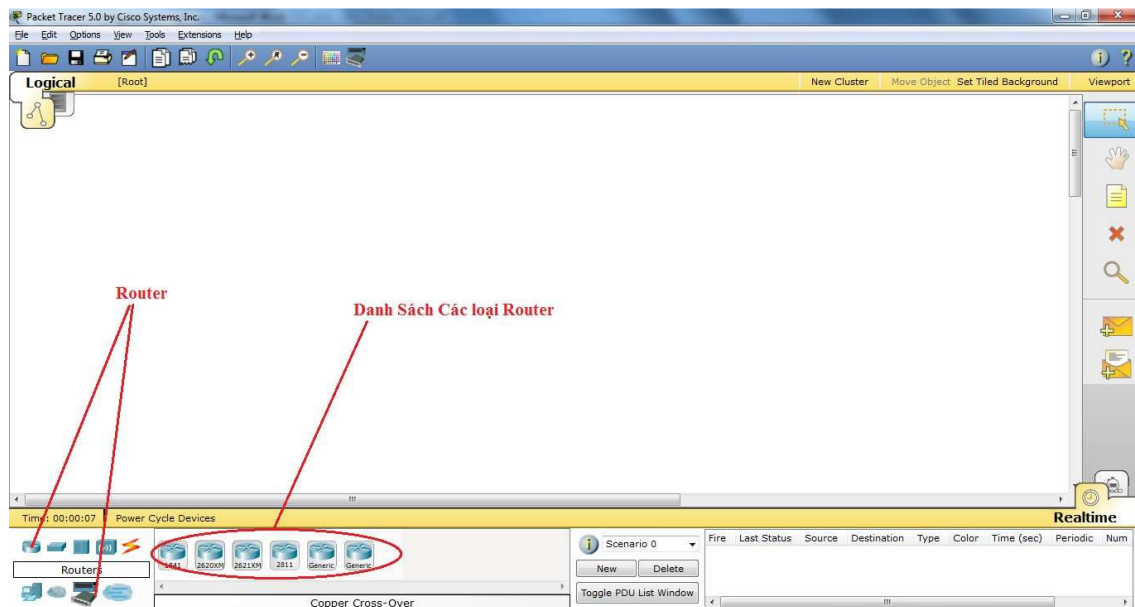 Packet Tracer 5.0 by Cisco Systems, Inc.
File Edit Options View Tools Extensions Help
Logical [Root] New Cluster Move Object Set Tiled Background Viewport
Router
Danh Sách Các loại Router
Time: 00:00:07 Power Cycle Devices Realtime
Routers
1841 2620XM 2621XM 2811 Generic Generic
Copper Cross-Over
Scenario 0
New Delete
Toggle PDU List Window
Fire Last Status Source Destination Type Color Time (sec) Periodic Num